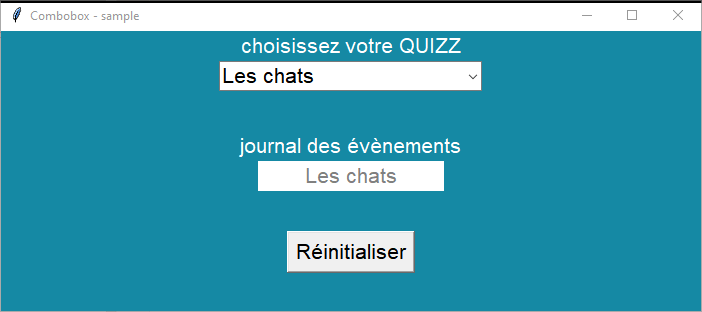 Combobox - sample
choisissez votre QUIZZ
Les chats
journal des évènements
Les chats
Réinitialiser